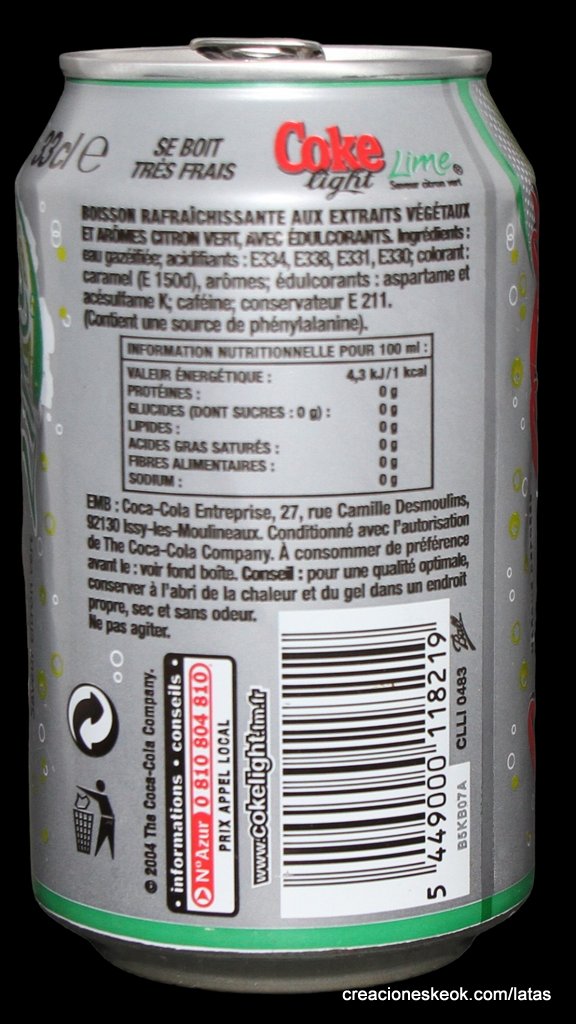 33cl e
SE BOIT
TRÈS FRAIS
Coke
light
Lime
Saveur citron vert
BOISSON RAFRAÎCHISSANTE AUX EXTRAITS VÉGÉTAUX
ET ARÔMES CITRON VERT, AVEC ÉDULCORANTS. Ingrédients :
eau gazéifiée; acidifiants : E334, E338, E331, E330; colorant :
caramel (E 150d), arômes; édulcorants : aspartame et
acésulfame K; caféine; conservateur E 211.
(Contient une source de phénylalanine).
INFORMATION NUTRITIONNELLE POUR 100 ml :
VALEUR ÉNERGÉTIQUE : 4,3 kJ/1 kcal
PROTÉINES : 0 g
GLUCIDES (DONT SUCRES : 0 g) : 0 g
LIPIDES : 0 g
ACIDES GRAS SATURÉS : 0 g
FIBRES ALIMENTAIRES : 0 g
SODIUM : 0 g
EMB : Coca-Cola Entreprise, 27, rue Camille Desmoulins,
92130 Issy-les-Moulineaux. Conditionné avec l'autorisation
de The Coca-Cola Company. À consommer de préférence
avant le : voir fond boîte. Conseil : pour une qualité optimale,
conserver à l'abri de la chaleur et du gel dans un endroit
propre, sec et sans odeur.
Ne pas agiter.
© 2004 The Coca-Cola Company.
• informations • conseils •
N°Azur 0 810 804 810
PRIX APPEL LOCAL
www.cokelight.tm.fr
5 449000 118219
Ball
CLLI 0483
B5KB07A
creacioneskeok.com/latas